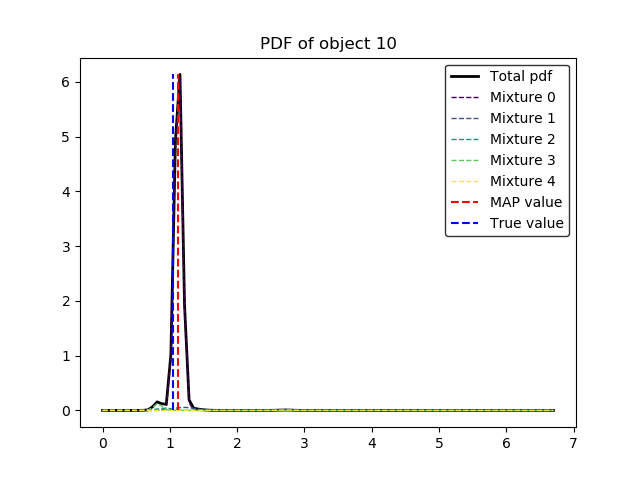 PDF of object 10
6
5
4
3
2
1
0
Total pdf
Mixture 0
Mixture 1
Mixture 2
Mixture 3
Mixture 4
MAP value
True value
0 1 2 3 4 5 6 7